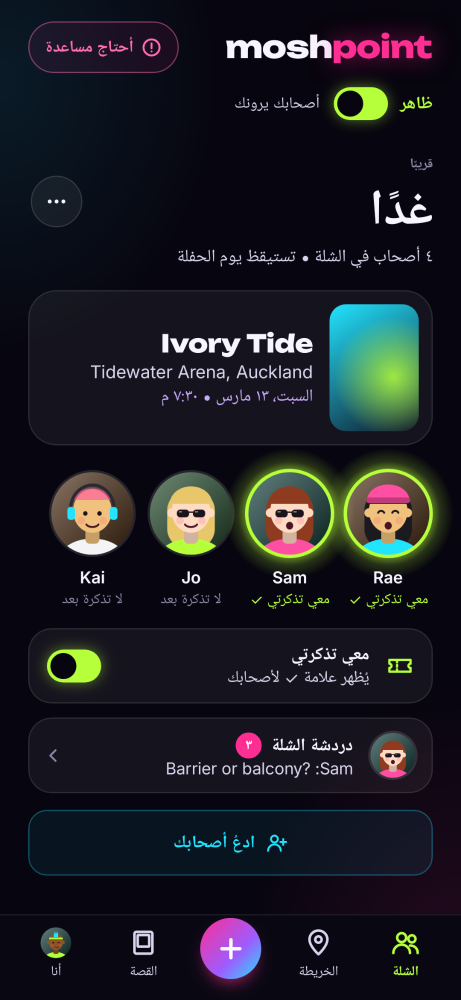 moshpoint
أحتاج مساعدة
ظاهر
أصحابك يرونك
قريبًا
غدًا
٤ أصحاب في الشلة • تستيقظ يوم الحفلة
Ivory Tide
Tidewater Arena, Auckland
السبت، ١٣ مارس • ٧:٣٠ م
Rae
معي تذكرتي ✓
Sam
معي تذكرتي ✓
Jo
لا تذكرة بعد
Kai
لا تذكرة بعد
معي تذكرتي
يُظهر علامة ✓ لأصحابك
دردشة الشلة ٣
Barrier or balcony? :Sam
ادعُ أصحابك
الشلة
الخريطة
القصة
أنا